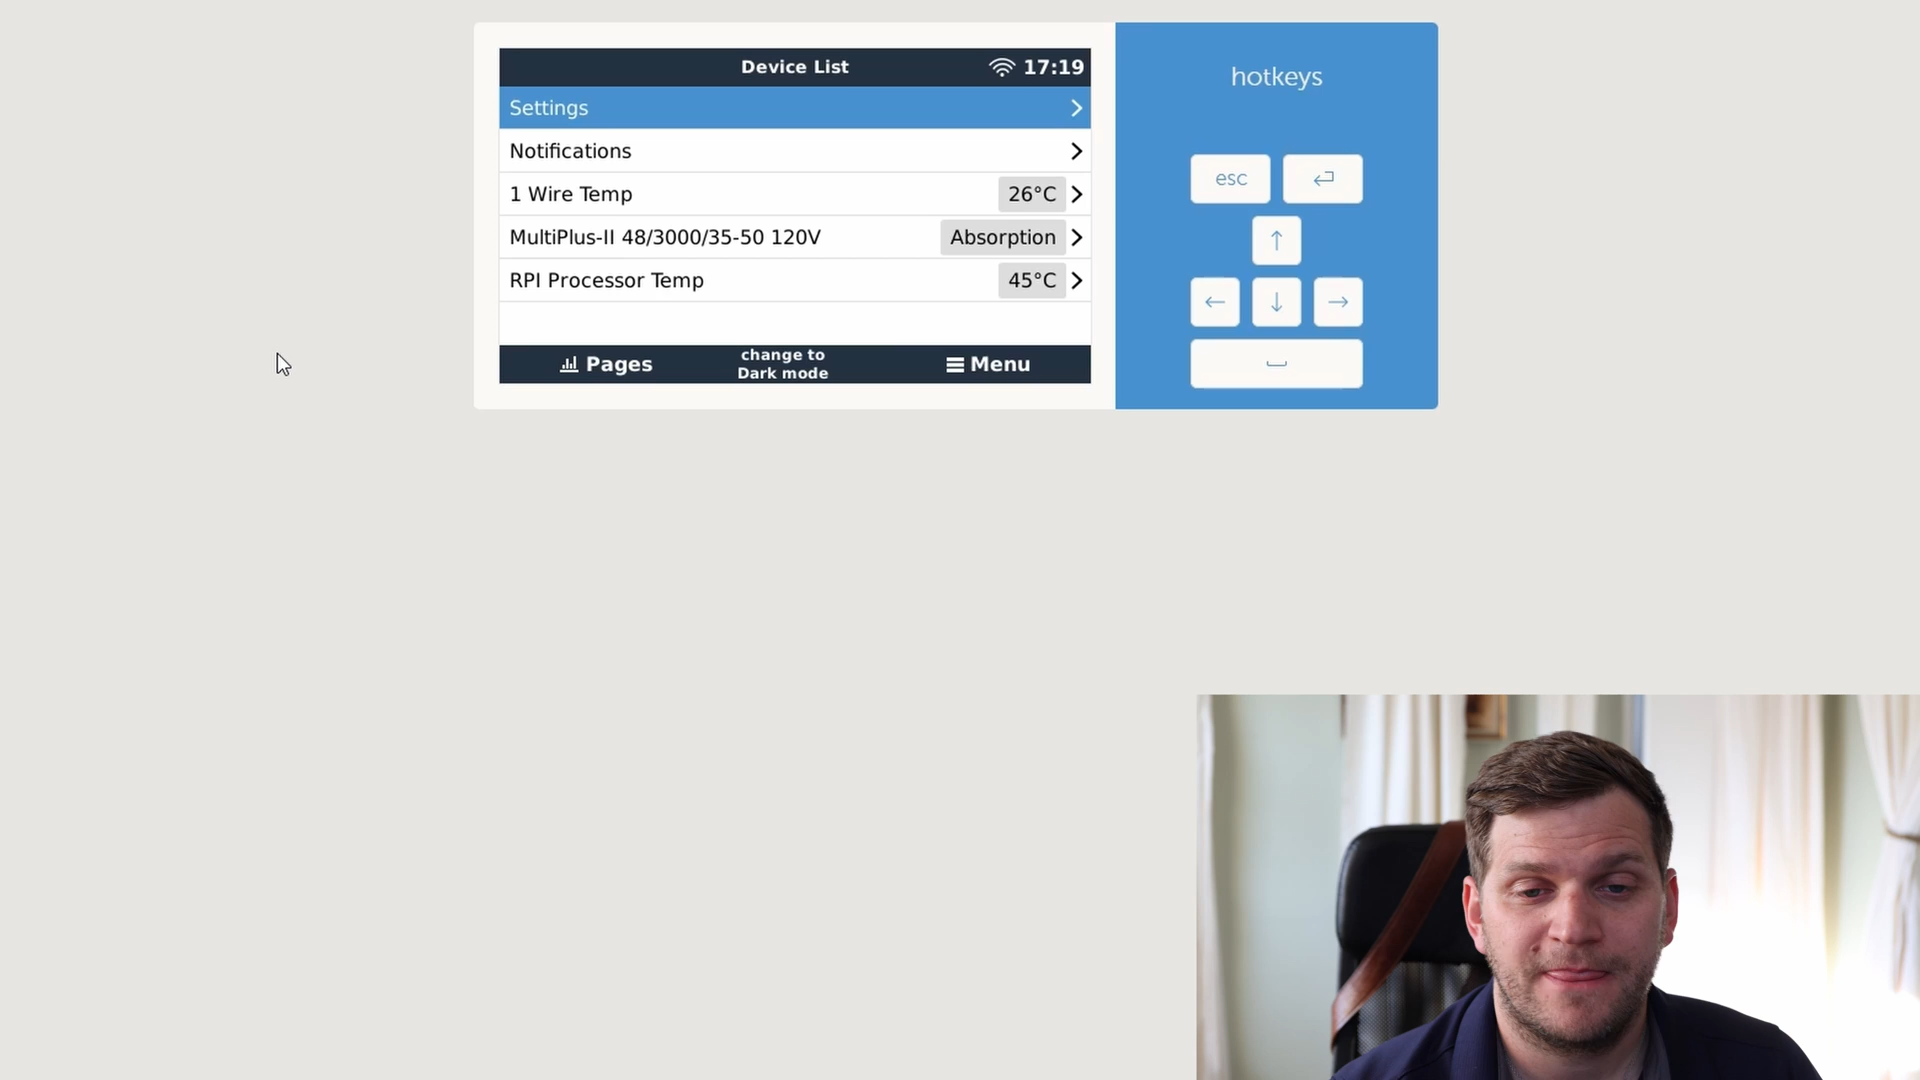 Device List 17:19
Settings
Notifications
1 Wire Temp 26°C
MultiPlus-II 48/3000/35-50 120V Absorption
RPI Processor Temp 45°C
Pages
change to
Dark mode
Menu
hotkeys
esc